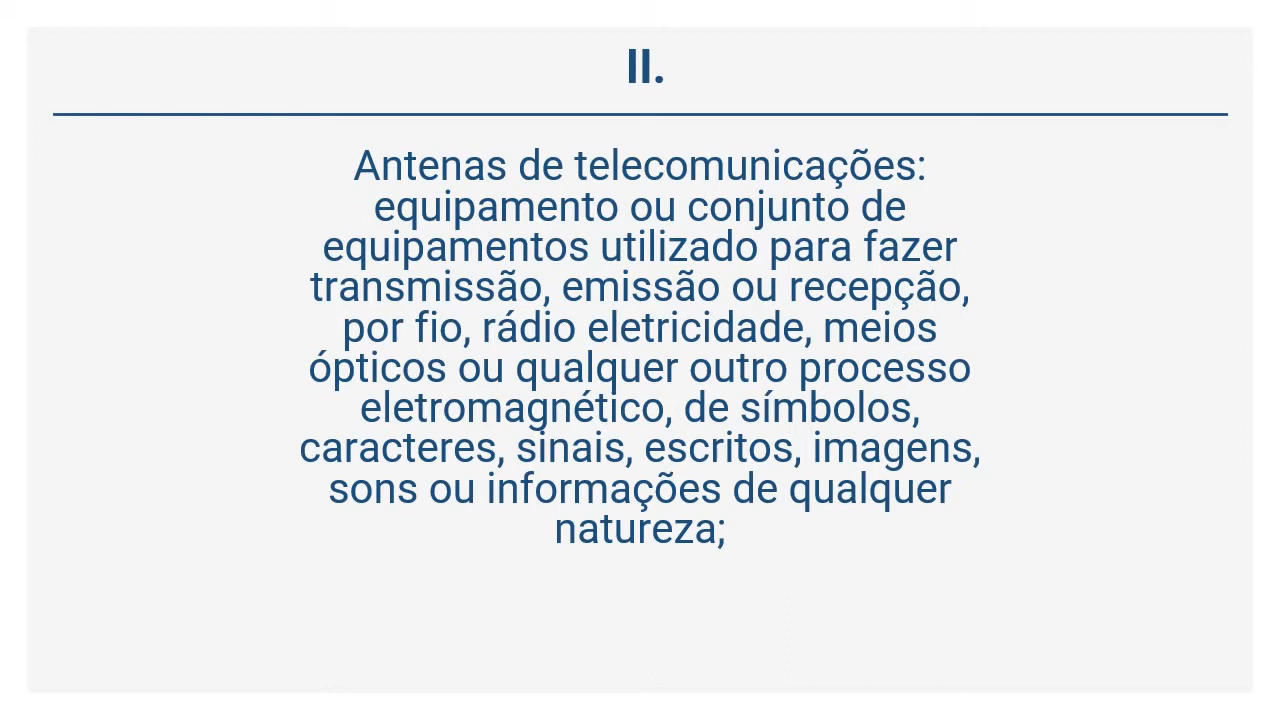 II.
Antenas de telecomunicações:
equipamento ou conjunto de
equipamentos utilizado para fazer
transmissão, emissão ou recepção,
por fio, rádio eletricidade, meios
ópticos ou qualquer outro processo
eletromagnético, de símbolos,
caracteres, sinais, escritos, imagens,
sons ou informações de qualquer
natureza;